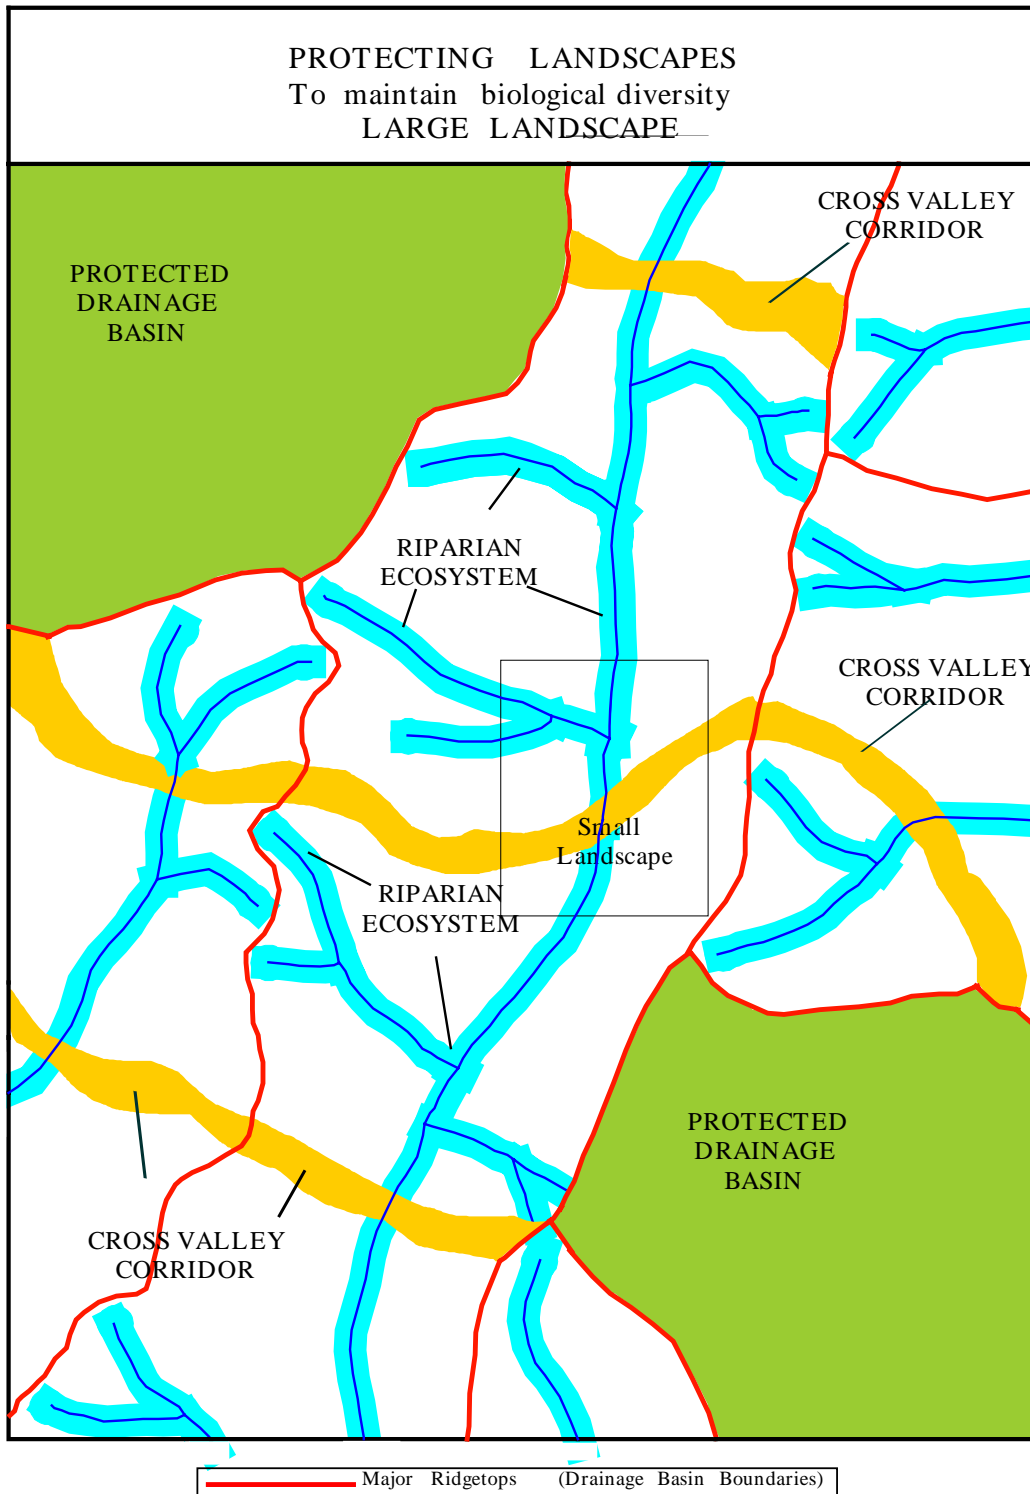 PROTECTING LANDSCAPES
To maintain biological diversity
LARGE LANDSCAPE
CROSS VALLEY
CORRIDOR
PROTECTED
DRAINAGE
BASIN
RIPARIAN
ECOSYSTEM
CROSS VALLEY
CORRIDOR
Small
Landscape
RIPARIAN
ECOSYSTEM
PROTECTED
DRAINAGE
BASIN
CROSS VALLEY
CORRIDOR
Major Ridgetops (Drainage Basin Boundaries)